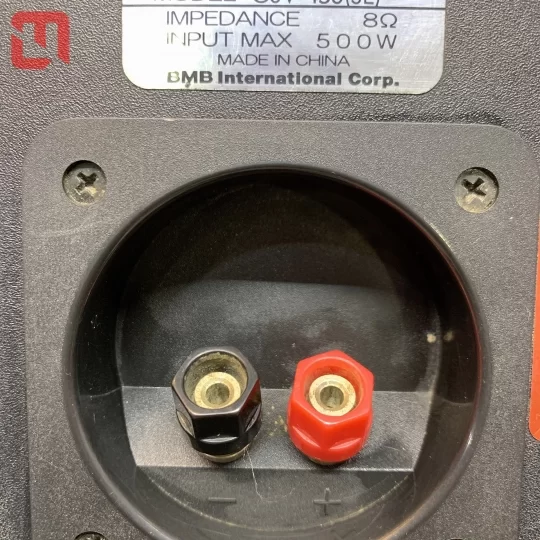 IMPEDANCE 8Ω
INPUT MAX 500W
MADE IN CHINA
BMB International Corp.
− +